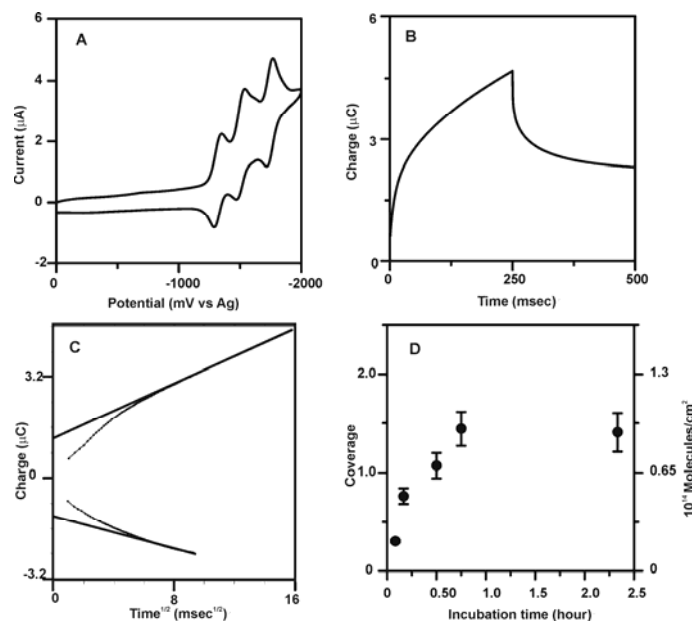 A
6
4
2
0
-2
Current (μA)
0
-1000
-2000
Potential (mV vs Ag)
B
6
3
0
Charge (μC)
0
250
500
Time (msec)
C
3.2
0
-3.2
Charge (μC)
0
8
16
Time1/2 (msec1/2)
D
2.0
1.0
0
Coverage
1.3
0.65
0
1014 Molecules/cm2
0
0.50
1.0
1.5
2.0
2.5
Incubation time (hour)